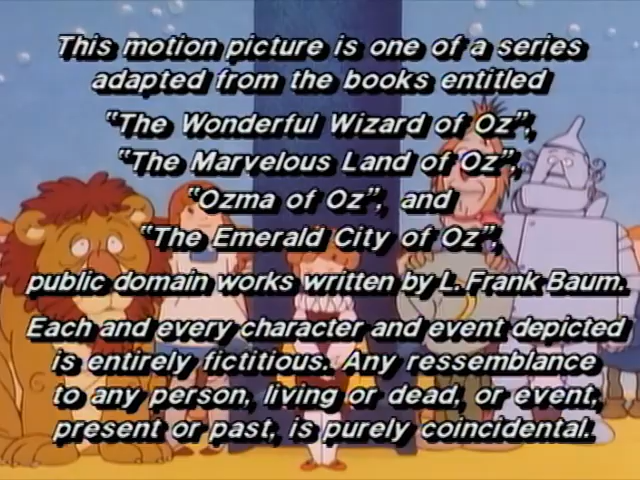 This motion picture is one of a series
adapted from the books entitled
"The Wonderful Wizard of Oz",
"The Marvelous Land of Oz",
"Ozma of Oz", and
"The Emerald City of Oz",
public domain works written by L. Frank Baum.
Each and every character and event depicted
is entirely fictitious. Any ressemblance
to any person, living or dead, or event,
present or past, is purely coincidental.